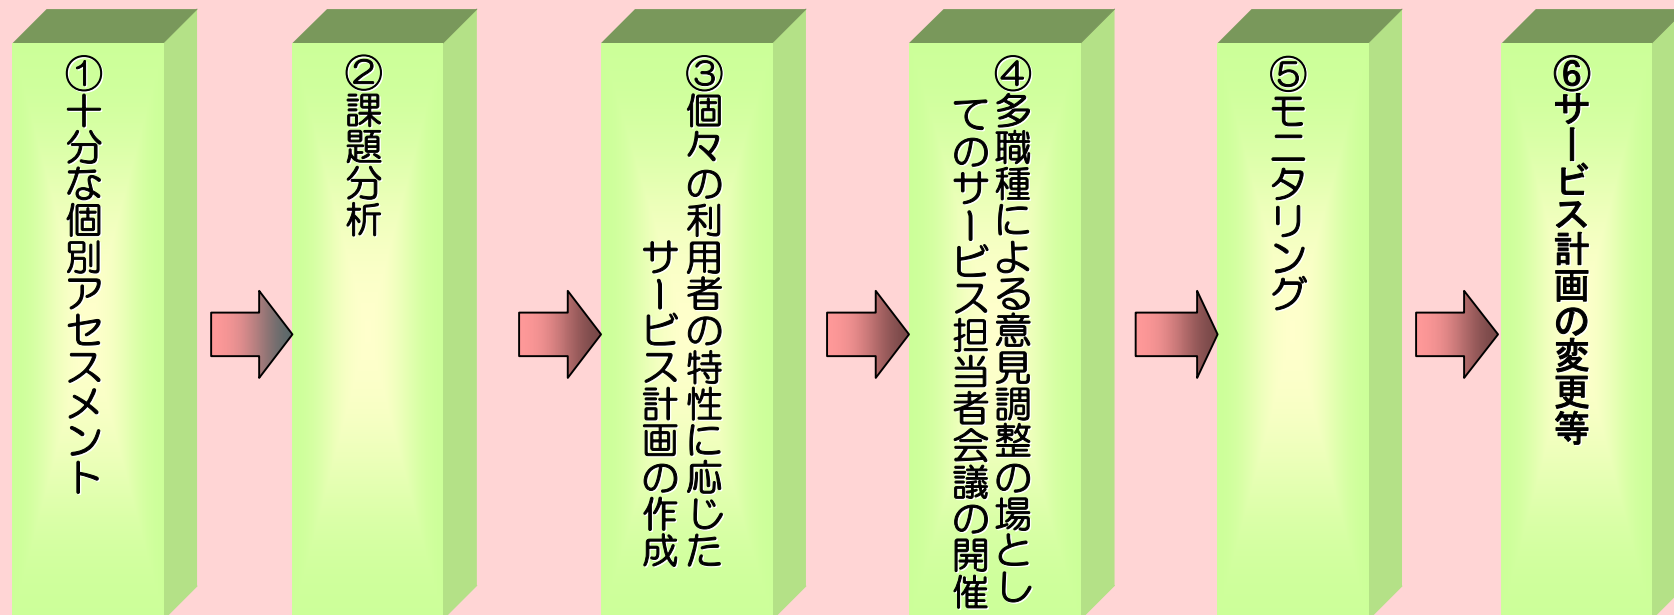 ①十分な個別アセスメント
②課題分析
③個々の利用者の特性に応じた
サービス計画の作成
④多職種による意見調整の場とし
てのサービス担当者会議の開催
⑤モニタリング
⑥サービス計画の変更等